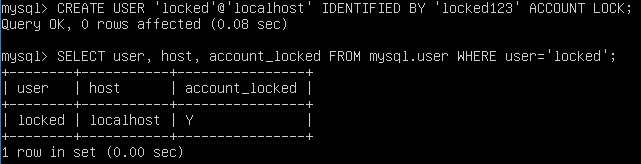 mysql> CREATE USER 'locked'@'localhost' IDENTIFIED BY 'locked123' ACCOUNT LOCK;
Query OK, 0 rows affected (0.08 sec)
mysql> SELECT user, host, account_locked FROM mysql.user WHERE user='locked';
+--------+-----------+----------------+
| user   | host      | account_locked |
+--------+-----------+----------------+
| locked | localhost | Y              |
+--------+-----------+----------------+
1 row in set (0.00 sec)